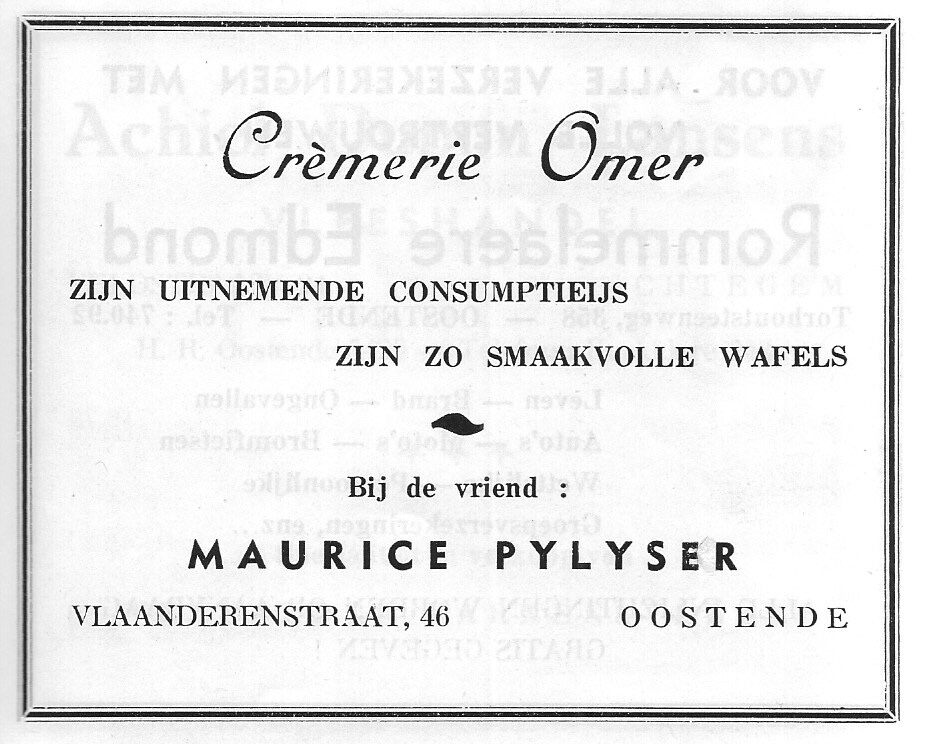 Crèmerie Omer
ZIJN UITNEMENDE CONSUMPTIEIJS
ZIJN ZO SMAAKVOLLE WAFELS
Bij de vriend :
MAURICE PYLYSER
VLAANDERENSTRAAT, 46 OOSTENDE